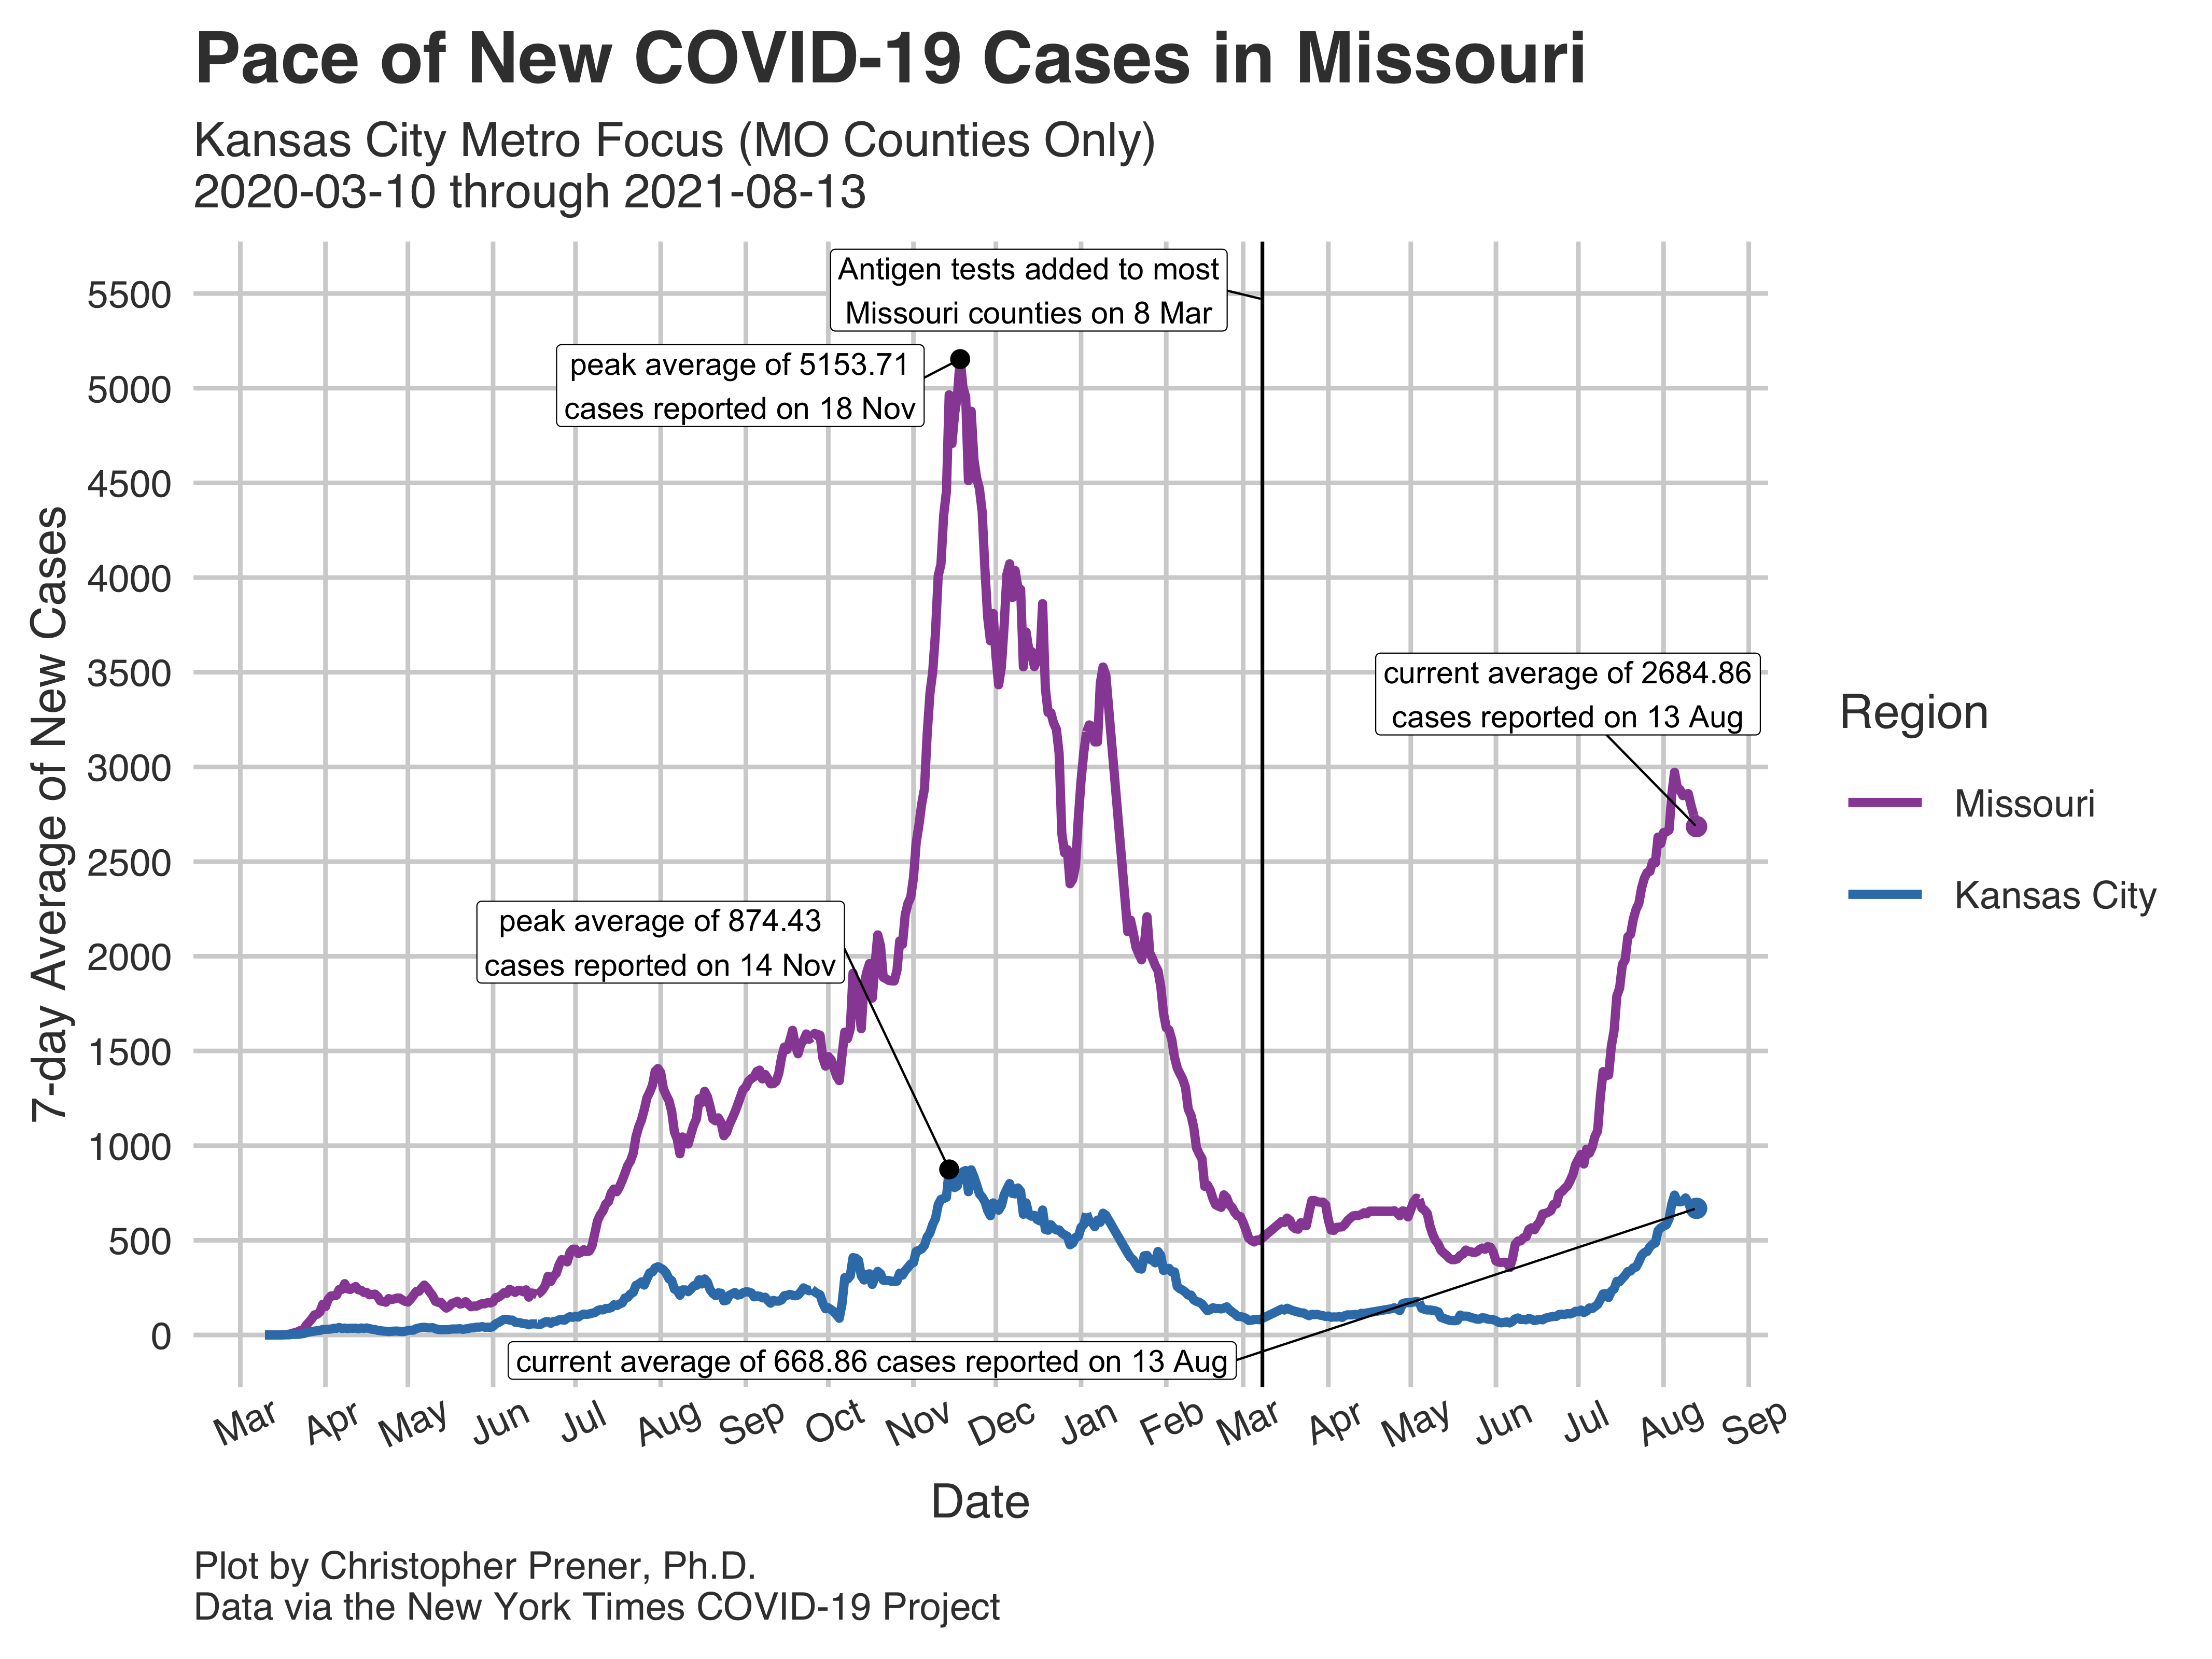 Pace of New COVID-19 Cases in Missouri
Kansas City Metro Focus (MO Counties Only)
2020-03-10 through 2021-08-13
Antigen tests added to most
Missouri counties on 8 Mar
peak average of 5153.71
cases reported on 18 Nov
current average of 2684.86
cases reported on 13 Aug
peak average of 874.43
cases reported on 14 Nov
current average of 668.86 cases reported on 13 Aug
7-day Average of New Cases
5500
5000
4500
4000
3500
3000
2500
2000
1500
1000
500
0
Mar Apr May Jun Jul Aug Sep Oct Nov Dec Jan Feb Mar Apr May Jun Jul Aug Sep
Date
Region
Missouri
Kansas City
Plot by Christopher Prener, Ph.D.
Data via the New York Times COVID-19 Project